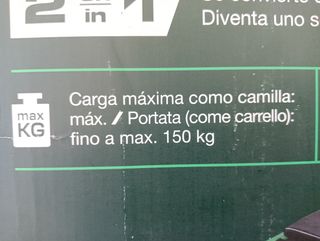 2 in 1
Diventa uno s
max
KG
Carga máxima como camilla:
máx. / Portata (come carrello):
fino a max. 150 kg